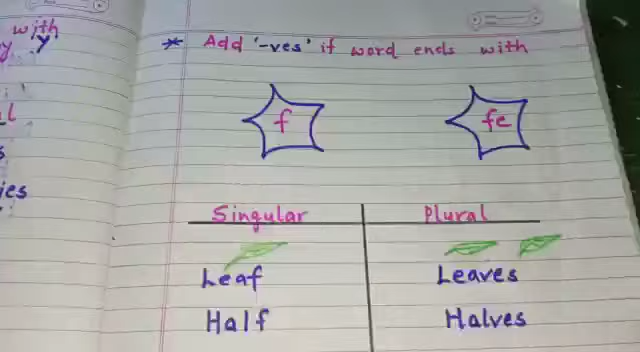 with
y
* Add '-ves' if word ends with
f fe
Singular Plural
Leaf Leaves
Half Halves
ies